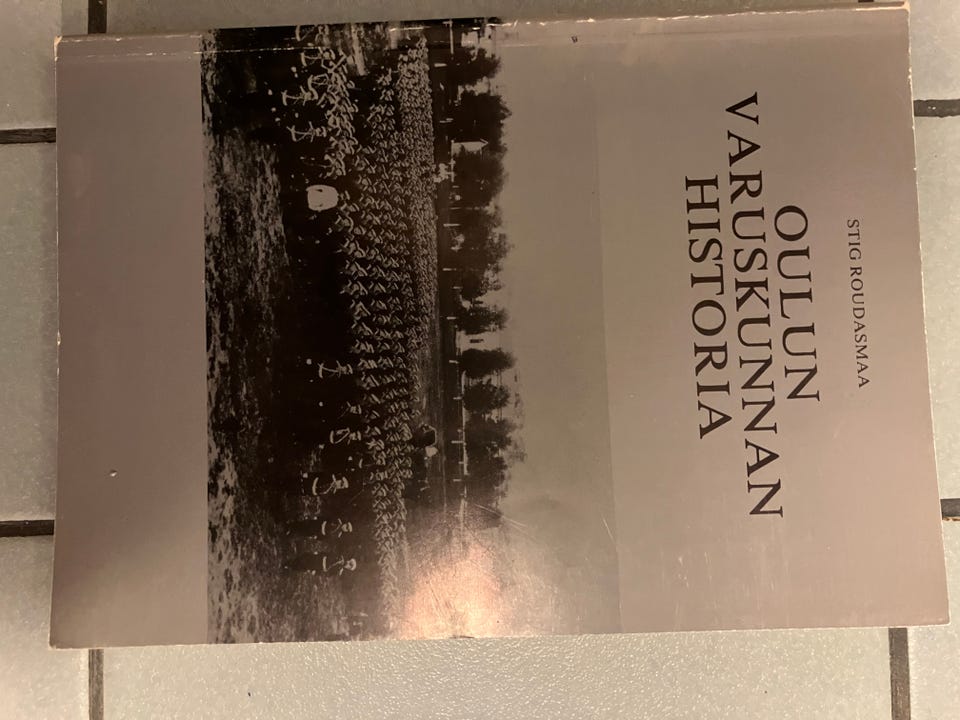 STIG ROUDASMAA
OULUN
VARUSKUNNAN
HISTORIA